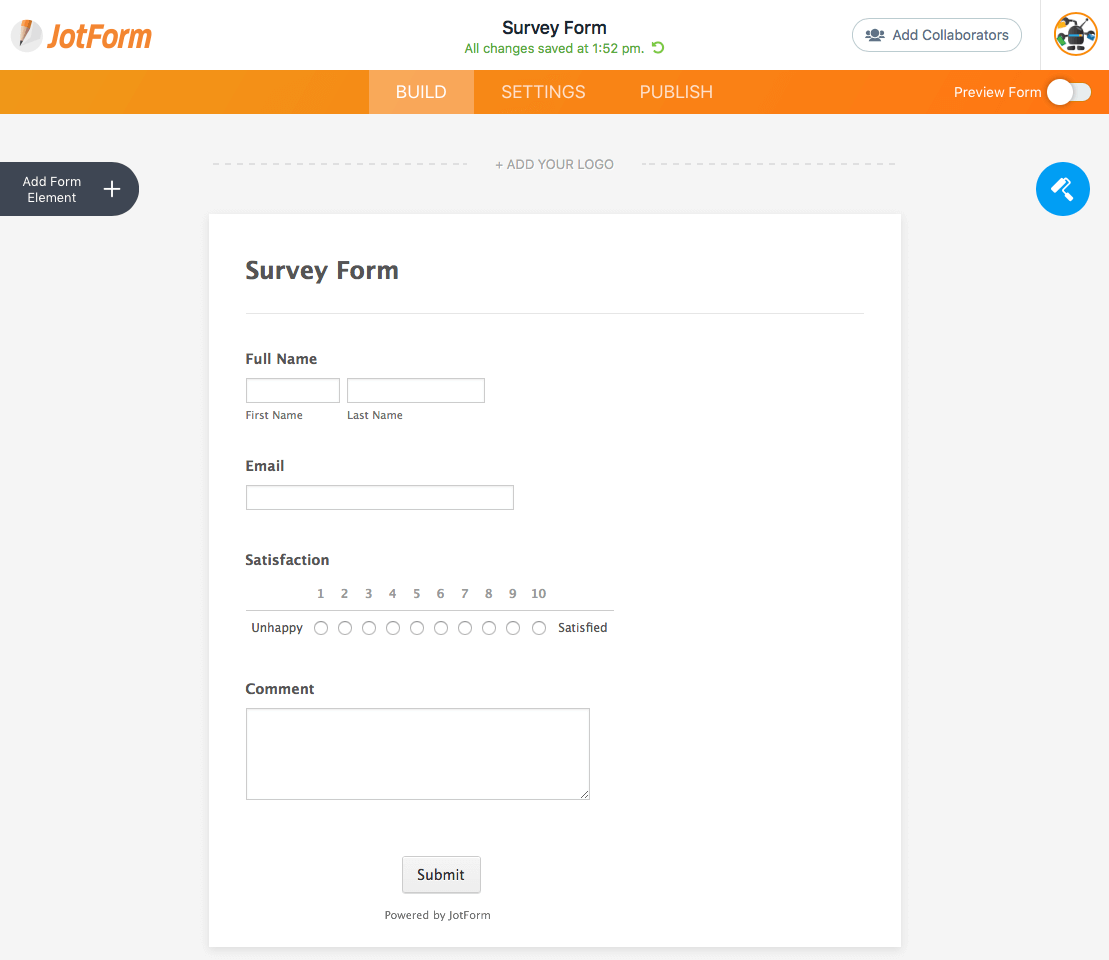 JotForm
Survey Form
All changes saved at 1:52 pm.
Add Collaborators
BUILD
SETTINGS
PUBLISH
Preview Form
+ ADD YOUR LOGO
Add Form
Element
Survey Form
Full Name
First Name
Last Name
Email
Satisfaction
1 2 3 4 5 6 7 8 9 10
Unhappy
Satisfied
Comment
Submit
Powered by JotForm